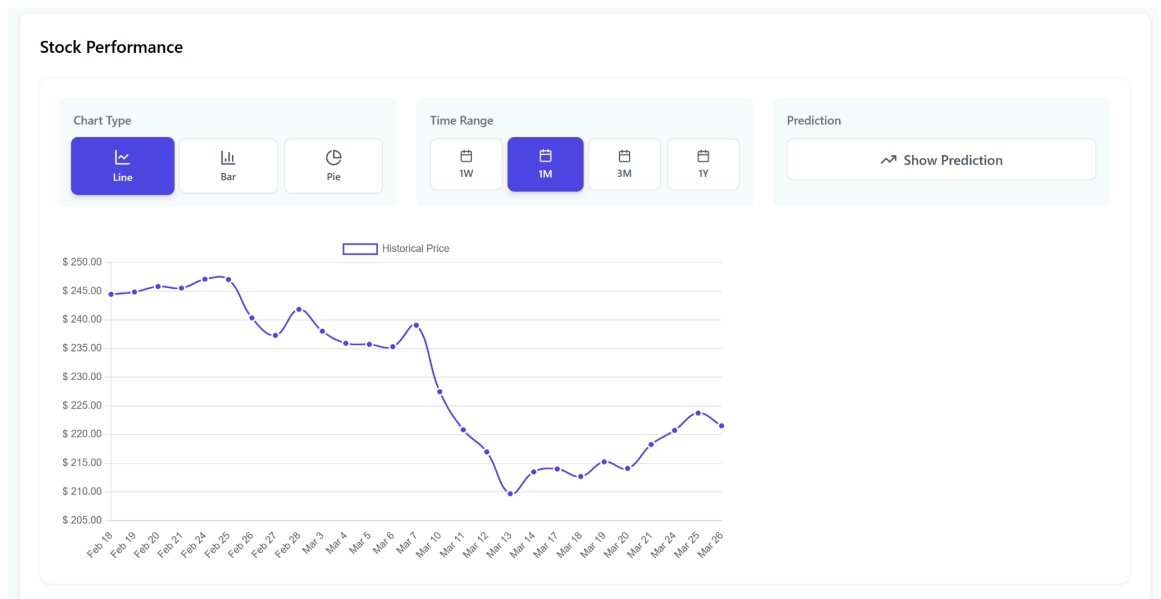 Stock Performance
Chart Type
Line
Bar
Pie
Time Range
1W
1M
3M
1Y
Prediction
Show Prediction
Historical Price
$ 250.00
$ 245.00
$ 240.00
$ 235.00
$ 230.00
$ 225.00
$ 220.00
$ 215.00
$ 210.00
$ 205.00
Feb 18
Feb 19
Feb 20
Feb 21
Feb 24
Feb 25
Feb 26
Feb 27
Feb 28
Mar 3
Mar 4
Mar 5
Mar 6
Mar 7
Mar 10
Mar 11
Mar 12
Mar 13
Mar 14
Mar 17
Mar 18
Mar 19
Mar 20
Mar 21
Mar 24
Mar 25
Mar 26